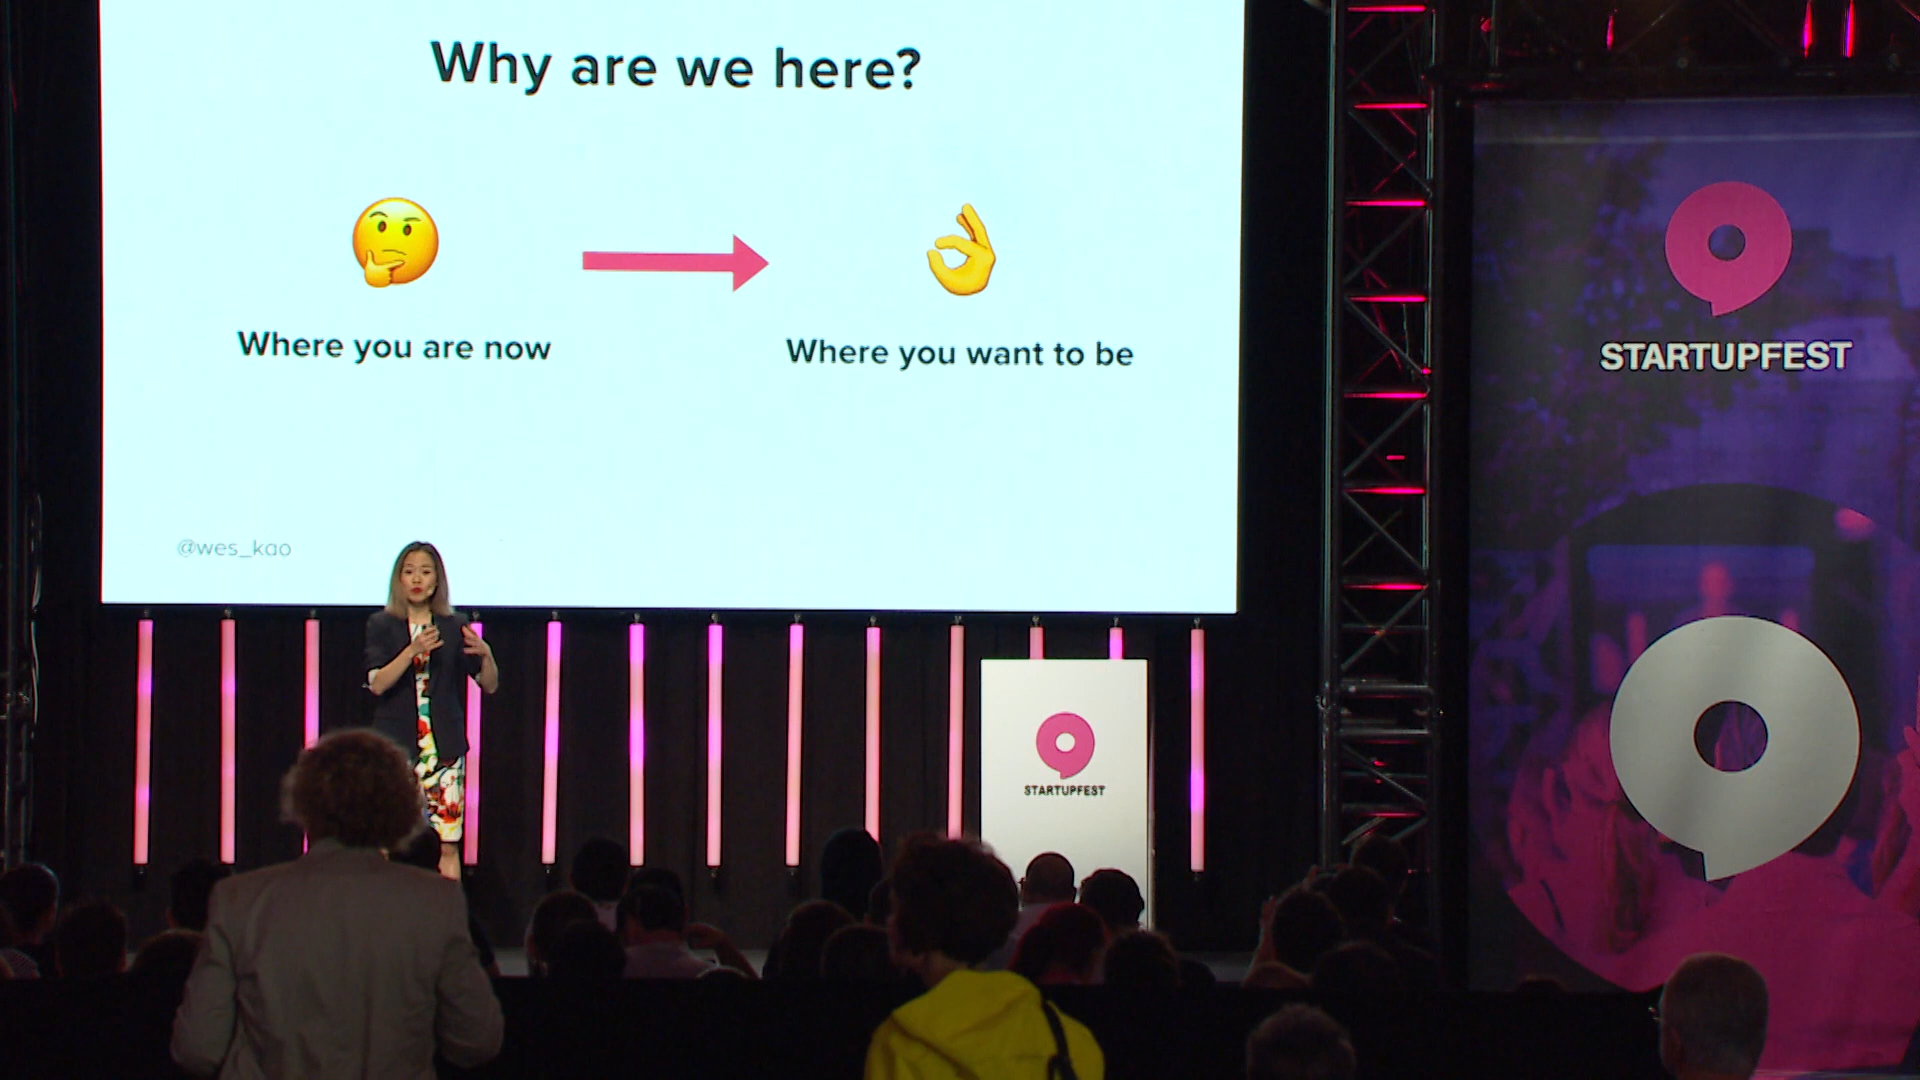 Why are we here?
Where you are now
Where you want to be
@wes_kao
STARTUPFEST
STARTUPFEST